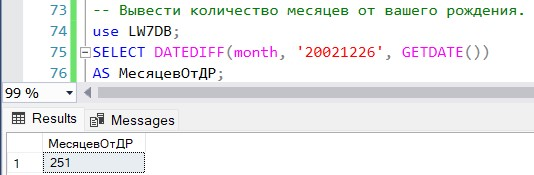 73 -- Вывести количество месяцев от вашего рождения.
74 use LW7DB;
75 SELECT DATEDIFF(month, '20021226', GETDATE())
76 AS МесяцевОтДР;
99 %
Results Messages
МесяцевОтДР
1 251